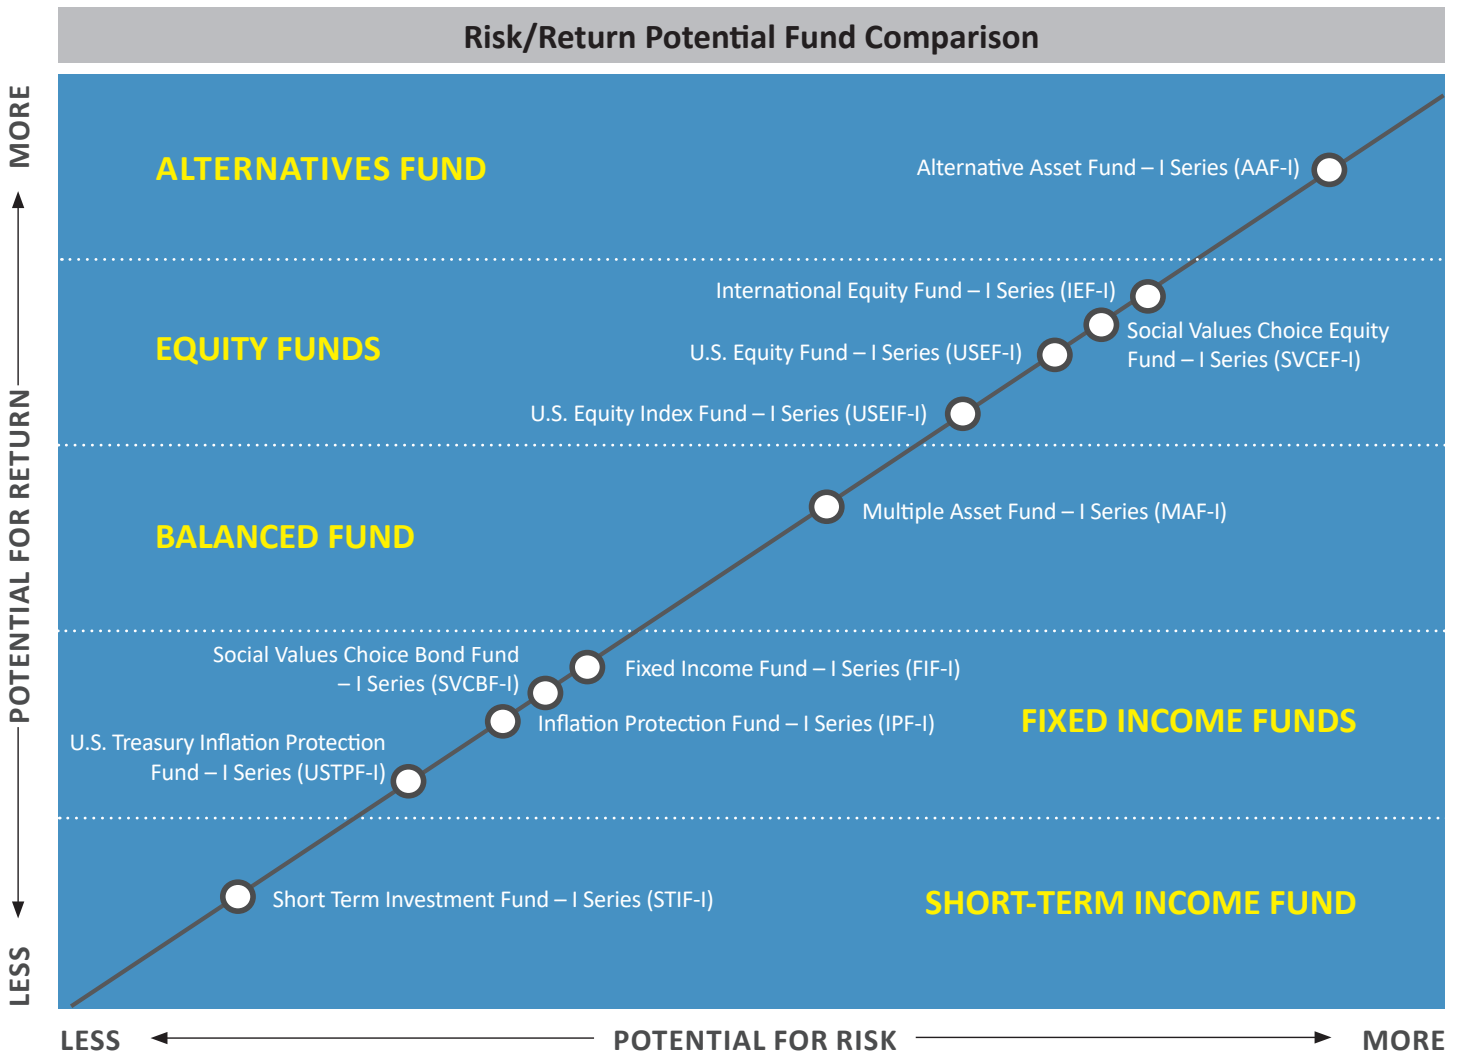 Risk/Return Potential Fund Comparison
MORE
POTENTIAL FOR RETURN
LESS
ALTERNATIVES FUND
Alternative Asset Fund – I Series (AAF-I)
EQUITY FUNDS
International Equity Fund – I Series (IEF-I)
Social Values Choice Equity
Fund – I Series (SVCEF-I)
U.S. Equity Fund – I Series (USEF-I)
U.S. Equity Index Fund – I Series (USEIF-I)
BALANCED FUND
Multiple Asset Fund – I Series (MAF-I)
Social Values Choice Bond Fund
– I Series (SVCBF-I)
Fixed Income Fund – I Series (FIF-I)
Inflation Protection Fund – I Series (IPF-I)
FIXED INCOME FUNDS
U.S. Treasury Inflation Protection
Fund – I Series (USTPF-I)
Short Term Investment Fund – I Series (STIF-I)
SHORT-TERM INCOME FUND
LESS
POTENTIAL FOR RISK
MORE